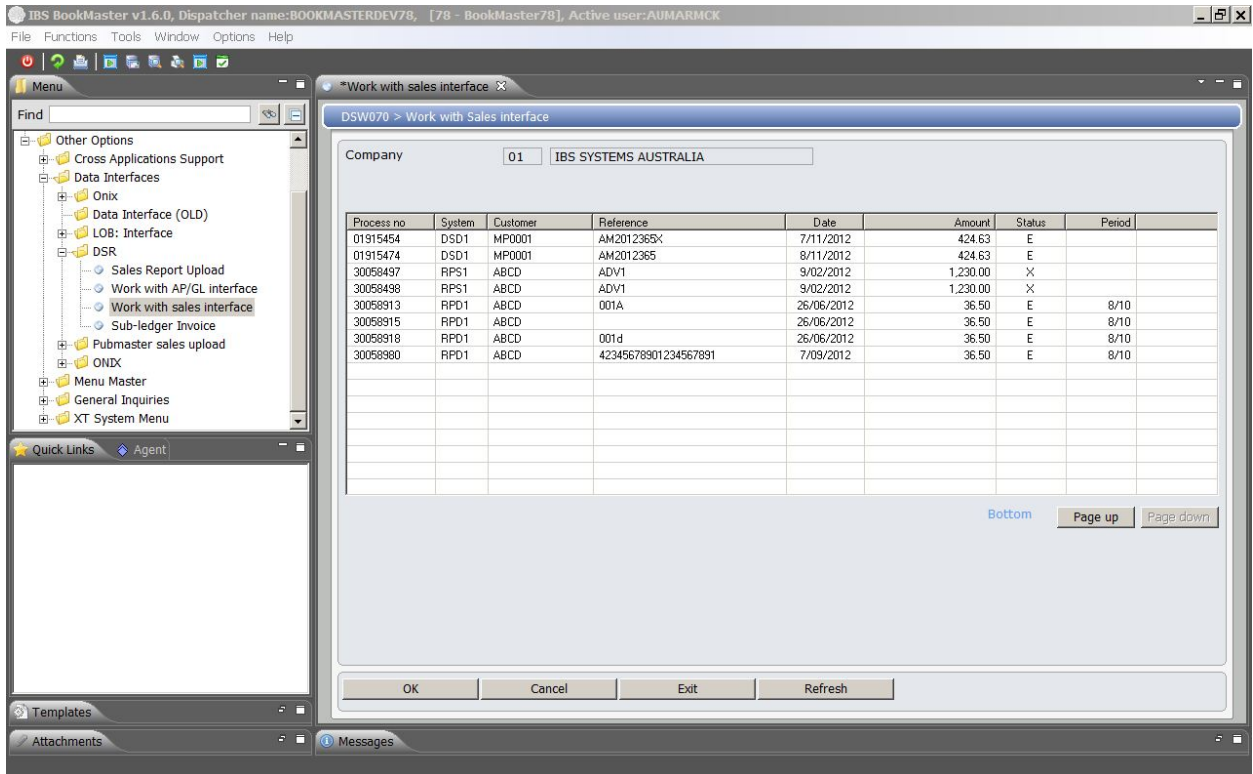 IBS BookMaster v1.6.0, Dispatcher name:BOOKMASTERDEV78, [78 - BookMaster78], Active user:AUMARMCK
File Functions Tools Window Options Help
Menu
Find
Other Options
Cross Applications Support
Data Interfaces
Onix
Data Interface (OLD)
LOB: Interface
DSR
Sales Report Upload
Work with AP/GL interface
Work with sales interface
Sub-ledger Invoice
Pubmaster sales upload
ONIX
Menu Master
General Inquiries
XT System Menu
Quick Links Agent
Templates
Attachments
*Work with sales interface
DSW070 > Work with Sales interface
Company 01 IBS SYSTEMS AUSTRALIA
Process no System Customer Reference Date Amount Status Period
01915454 DSD1 MP0001 AM2012365X 7/11/2012 424.63 E
01915474 DSD1 MP0001 AM2012365 8/11/2012 424.63 E
30058497 RPS1 ABCD ADV1 9/02/2012 1,230.00 X
30058498 RPS1 ABCD ADV1 9/02/2012 1,230.00 X
30058913 RPD1 ABCD 001A 26/06/2012 36.50 E 8/10
30058915 RPD1 ABCD 26/06/2012 36.50 E 8/10
30058918 RPD1 ABCD 001d 26/06/2012 36.50 E 8/10
30058980 RPD1 ABCD 42345678901234567891 7/09/2012 36.50 E 8/10
Bottom Page up Page down
OK Cancel Exit Refresh
Messages